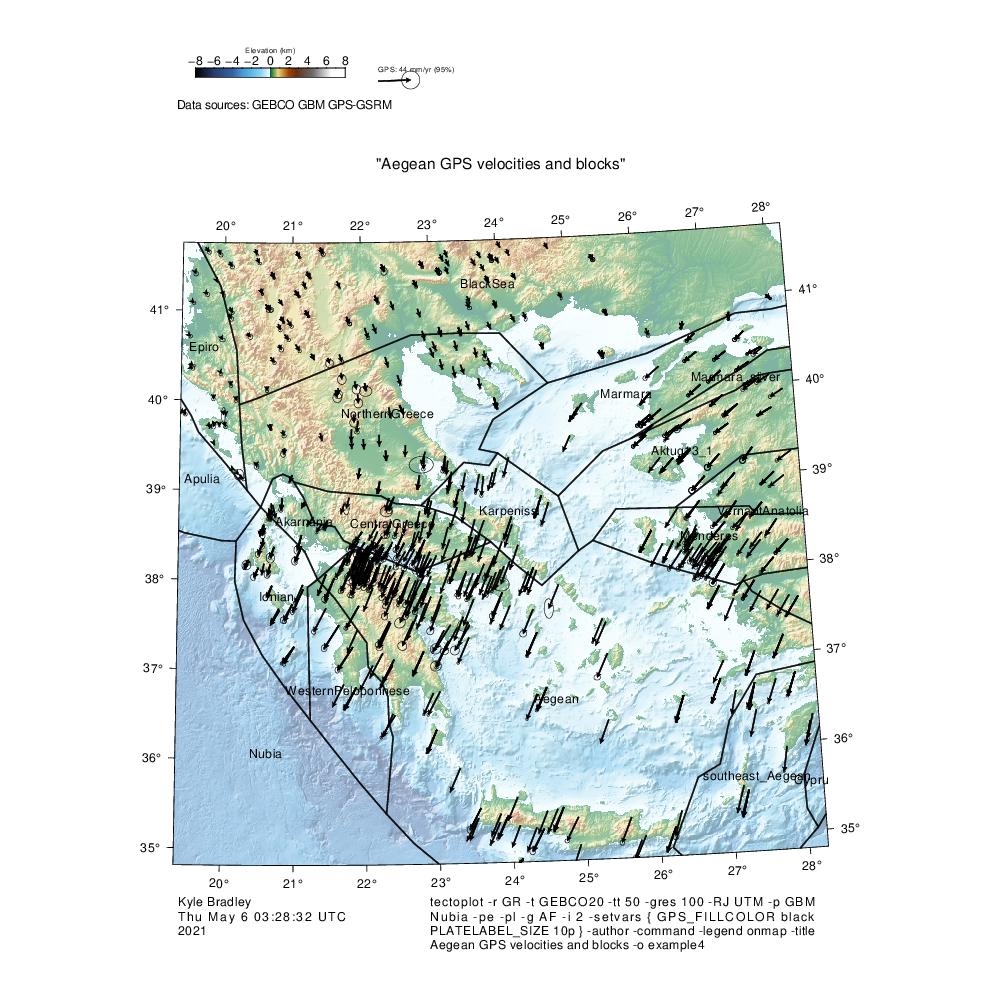 Elevation (km)
−8 −6 −4 −2 0 2 4 6 8
GPS: 44 mm/yr (95%)
Data sources: GEBCO GBM GPS-GSRM
"Aegean GPS velocities and blocks"
20° 21° 22° 23° 24° 25° 26° 27° 28°
BlackSea
41° 41°
Epiro
Marmara_sliver
40° 40°
Marmara
NorthernGreece
Aktug13_1
39° 39°
Apulia
Karpenissi
VernantAnatolia
Akarnania
CentralGreece
Menderes
38° 38°
Ionian
37° 37°
WesternPeloponnese
Aegean
36° 36°
Nubia
southeast_Aegean
Cypru
35° 35°
20° 21° 22° 23° 24° 25° 26° 27° 28°
Kyle Bradley
Thu May 6 03:28:32 UTC
2021
tectoplot -r GR -t GEBCO20 -tt 50 -gres 100 -RJ UTM -p GBM
Nubia -pe -pl -g AF -i 2 -setvars { GPS_FILLCOLOR black
PLATELABEL_SIZE 10p } -author -command -legend onmap -title
Aegean GPS velocities and blocks -o example4